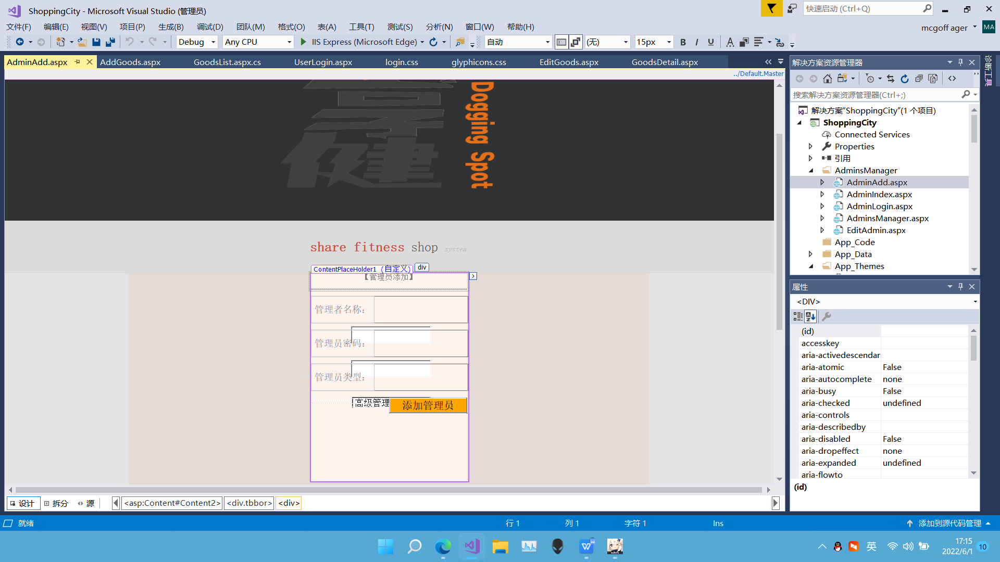 ShoppingCity - Microsoft Visual Studio (管理员)
快速启动 (Ctrl+Q)
文件(F) 编辑(E) 视图(V) 项目(P) 生成(B) 调试(D) 团队(M) 格式(O) 表(A) 工具(T) 测试(S) 分析(N) 窗口(W) 帮助(H)
mcgoff ager MA
Debug Any CPU IIS Express (Microsoft Edge) 自动 (无) 15px B I U A
AdminAdd.aspx AddGoods.aspx GoodsList.aspx.cs UserLogin.aspx login.css glyphicons.css EditGoods.aspx GoodsDetail.aspx
../Default.Master
享健
Dogging Spot
share fitness shop system
ContentPlaceHolder1 (自定义) div
【管理员添加】
管理者名称：
管理员密码：
管理员类型：
高级管理
添加管理员
设计 拆分 源 <asp:Content#Content2> <div.tbbor> <div>
解决方案资源管理器
搜索解决方案资源管理器(Ctrl+;)
解决方案“ShoppingCity”(1 个项目)
ShoppingCity
Connected Services
Properties
引用
AdminsManager
AdminAdd.aspx
AdminIndex.aspx
AdminLogin.aspx
AdminsManager.aspx
EditAdmin.aspx
App_Code
App_Data
App_Themes
诊断工具
属性
<DIV>
(id)
accesskey
aria-activedescendar
aria-atomic False
aria-autocomplete none
aria-busy False
aria-checked undefined
aria-controls
aria-describedby
aria-disabled False
aria-dropeffect none
aria-expanded undefined
aria-flowto
(id)
就绪 行 1 列 1 字符 1 Ins 添加到源代码管理
英 17:15
2022/6/1 10